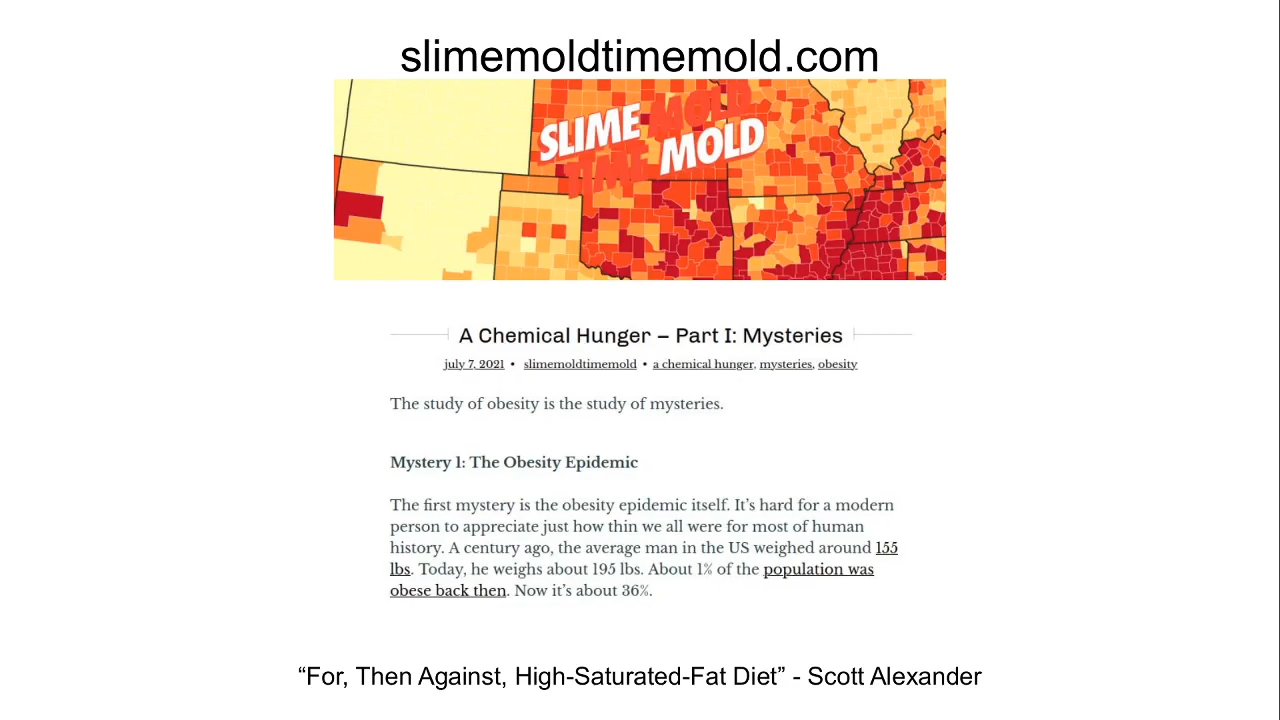 slimemoldtimemold.com
SLIME MOLD
TIME MOLD
A Chemical Hunger – Part I: Mysteries
july 7, 2021 • slimemoldtimemold • a chemical hunger, mysteries, obesity
The study of obesity is the study of mysteries.
Mystery 1: The Obesity Epidemic
The first mystery is the obesity epidemic itself. It’s hard for a modern
person to appreciate just how thin we all were for most of human
history. A century ago, the average man in the US weighed around 155
lbs. Today, he weighs about 195 lbs. About 1% of the population was
obese back then. Now it’s about 36%.
“For, Then Against, High-Saturated-Fat Diet” - Scott Alexander